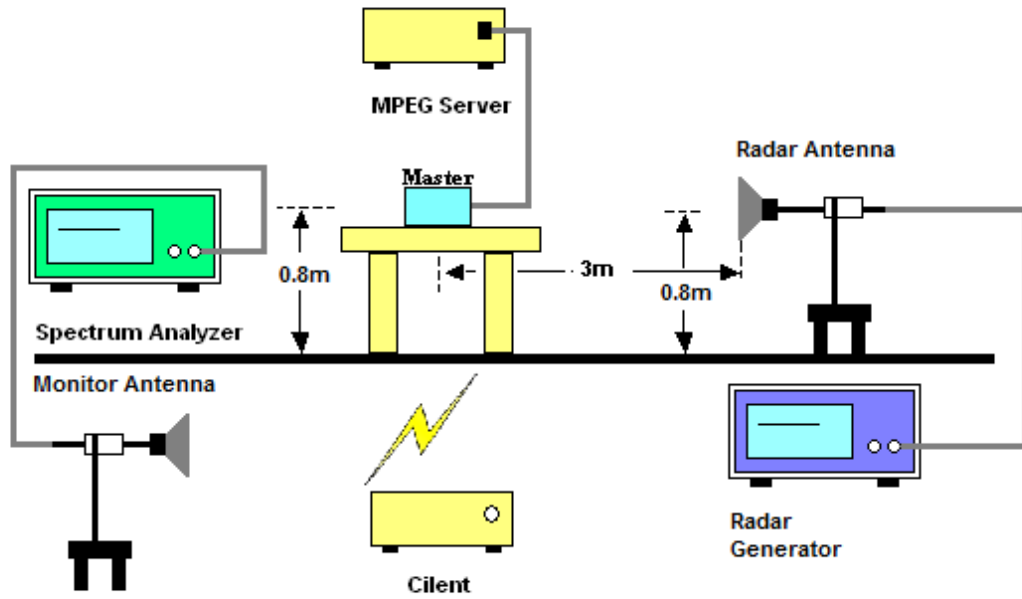 MPEG Server
Radar Antenna
Master
0.8m
3m
0.8m
Spectrum Analyzer
Monitor Antenna
Radar
Generator
Cilent